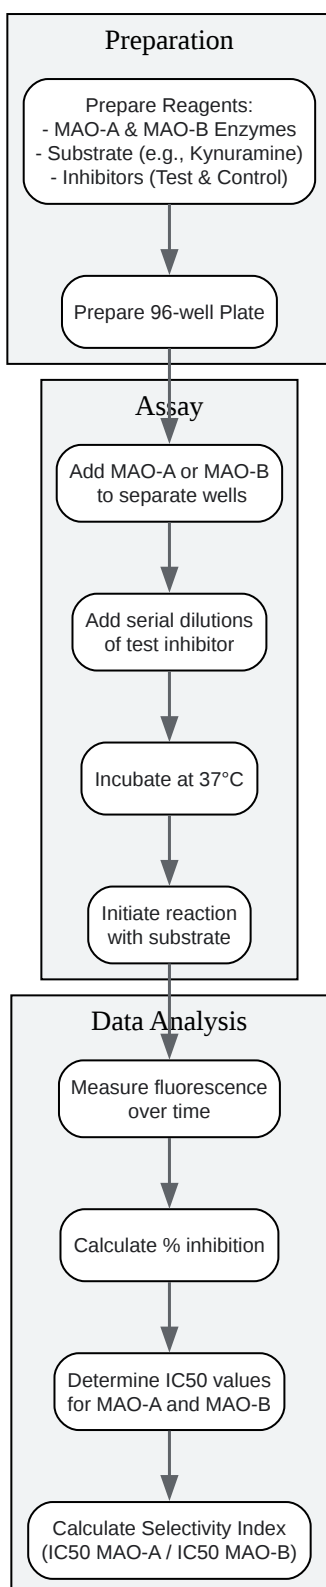 Preparation
Prepare Reagents:
- MAO-A & MAO-B Enzymes
- Substrate (e.g., Kynuramine)
- Inhibitors (Test & Control)
Prepare 96-well Plate
Assay
Add MAO-A or MAO-B
to separate wells
Add serial dilutions
of test inhibitor
Incubate at 37°C
Initiate reaction
with substrate
Data Analysis
Measure fluorescence
over time
Calculate % inhibition
Determine IC50 values
for MAO-A and MAO-B
Calculate Selectivity Index
(IC50 MAO-A / IC50 MAO-B)